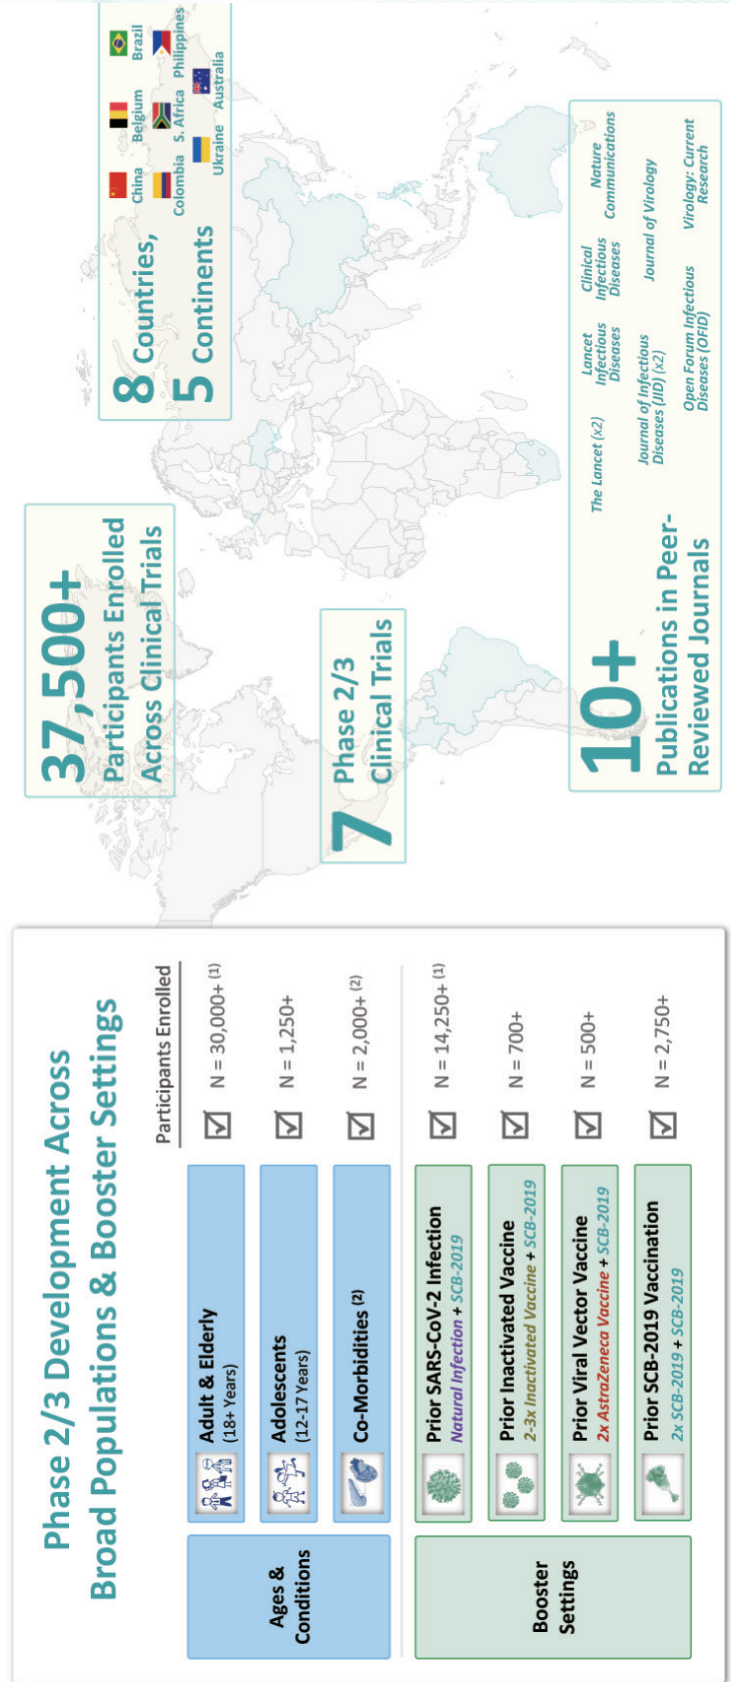 Phase 2/3 Development Across
Broad Populations & Booster Settings
Participants Enrolled
Ages &
Conditions
Adult & Elderly
(18+ Years)
N = 30,000+ (1)
Adolescents
(12-17 Years)
N = 1,250+
Co-Morbidities (2)
N = 2,000+ (2)
Booster
Settings
Prior SARS-CoV-2 Infection
Natural Infection + SCB-2019
N = 14,250+ (1)
Prior Inactivated Vaccine
2-3x Inactivated Vaccine + SCB-2019
N = 700+
Prior Viral Vector Vaccine
2x AstraZeneca Vaccine + SCB-2019
N = 500+
Prior SCB-2019 Vaccination
2x SCB-2019 + SCB-2019
N = 2,750+
37,500+
Participants Enrolled
Across Clinical Trials
8 Countries,
5 Continents
China
Belgium
Brazil
Colombia
S. Africa
Philippines
Ukraine
Australia
7
Phase 2/3
Clinical Trials
10+
Publications in Peer-
Reviewed Journals
The Lancet (x2)
Lancet
Infectious
Diseases
Clinical
Infectious
Diseases
Nature
Communications
Journal of Infectious
Diseases (JID) (x2)
Journal of Virology
Open Forum Infectious
Diseases (OFID)
Virology: Current
Research